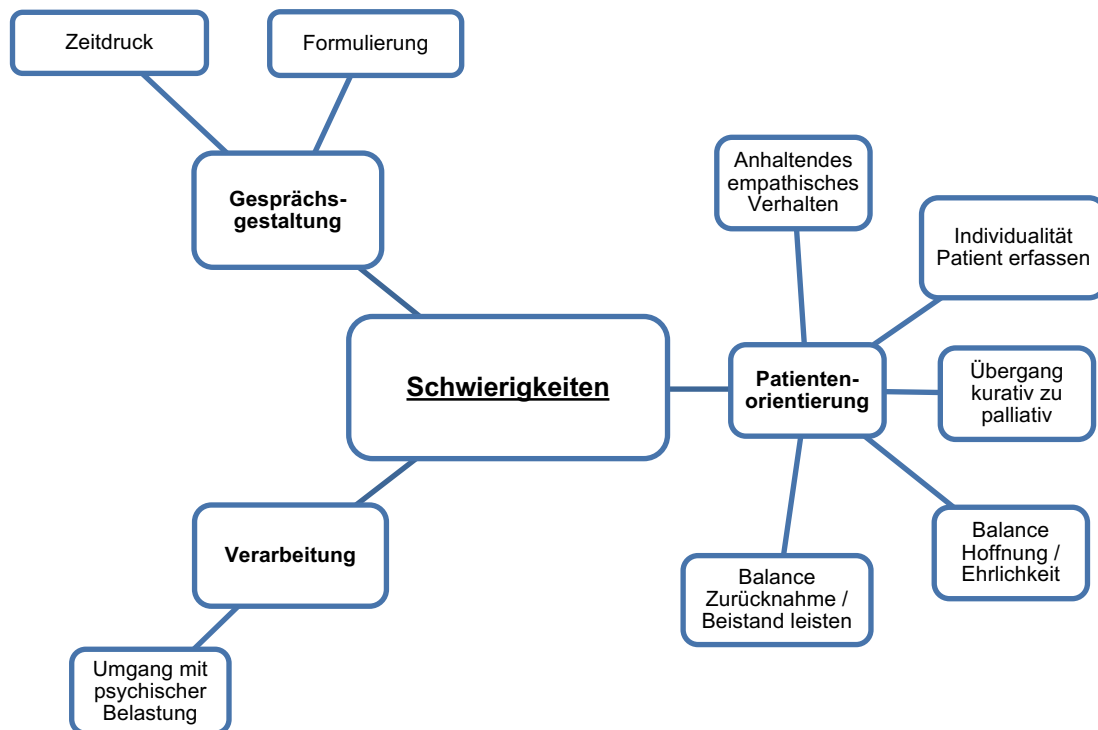 Zeitdruck
Formulierung
Gesprächs-
gestaltung
Anhaltendes
empathisches
Verhalten
Individualität
Patient erfassen
Schwierigkeiten
Patienten-
orientierung
Übergang
kurativ zu
palliativ
Verarbeitung
Balance
Hoffnung /
Ehrlichkeit
Balance
Zurücknahme /
Beistand leisten
Umgang mit
psychischer
Belastung